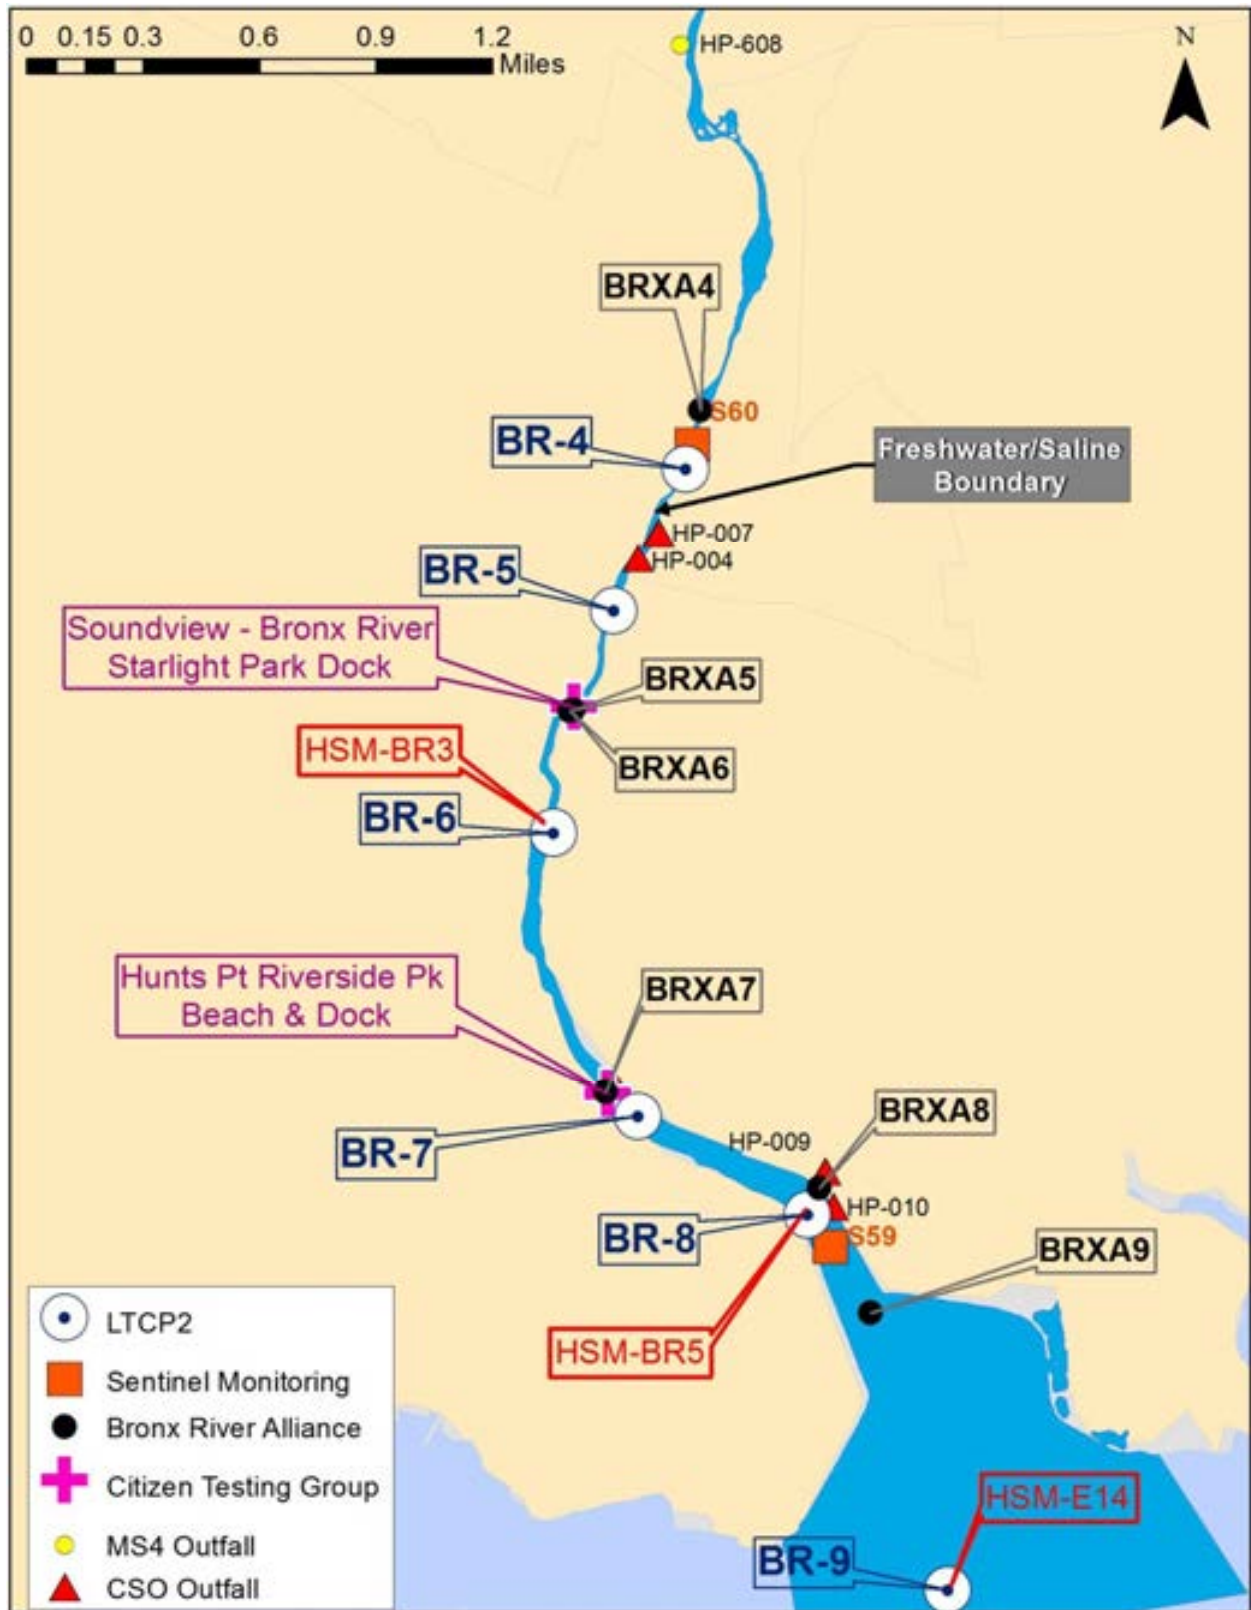 0 0.15 0.3 0.6 0.9 1.2
Miles
HP-608
N
BRXA4
S60
BR-4
Freshwater/Saline
Boundary
HP-007
HP-004
BR-5
Soundview - Bronx River
Starlight Park Dock
BRXA5
HSM-BR3
BRXA6
BR-6
Hunts Pt Riverside Pk
Beach & Dock
BRXA7
BRXA8
HP-009
BR-7
HP-010
S59
BR-8
BRXA9
HSM-BR5
LTCP2
Sentinel Monitoring
Bronx River Alliance
Citizen Testing Group
MS4 Outfall
CSO Outfall
HSM-E14
BR-9